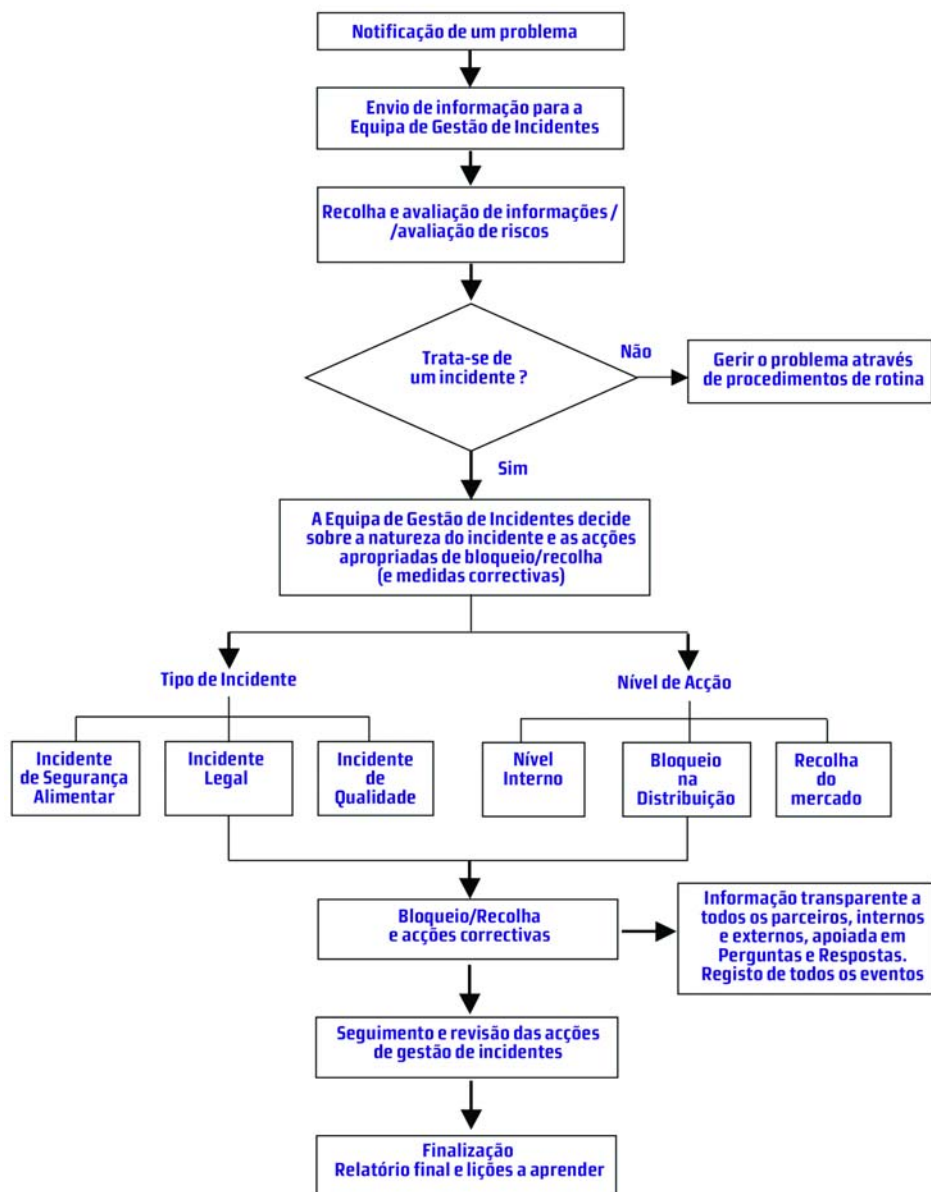 Notificação de um problema
Envio de informação para a
Equipa de Gestão de Incidentes
Recolha e avaliação de informações /
/avaliação de riscos
Trata-se de
um incidente ?
Não
Gerir o problema através
de procedimentos de rotina
Sim
A Equipa de Gestão de Incidentes decide
sobre a natureza do incidente e as acções
apropriadas de bloqueio/recolha
(e medidas correctivas)
Tipo de Incidente
Nível de Acção
Incidente
de Segurança
Alimentar
Incidente
Legal
Incidente
de
Qualidade
Nível
Interno
Bloqueio
na
Distribuição
Recolha
do
mercado
Bloqueio/Recolha
e acções correctivas
Informação transparente a
todos os parceiros, internos
e externos, apoiada em
Perguntas e Respostas.
Registo de todos os eventos
Seguimento e revisão das acções
de gestão de incidentes
Finalização
Relatório final e lições a aprender